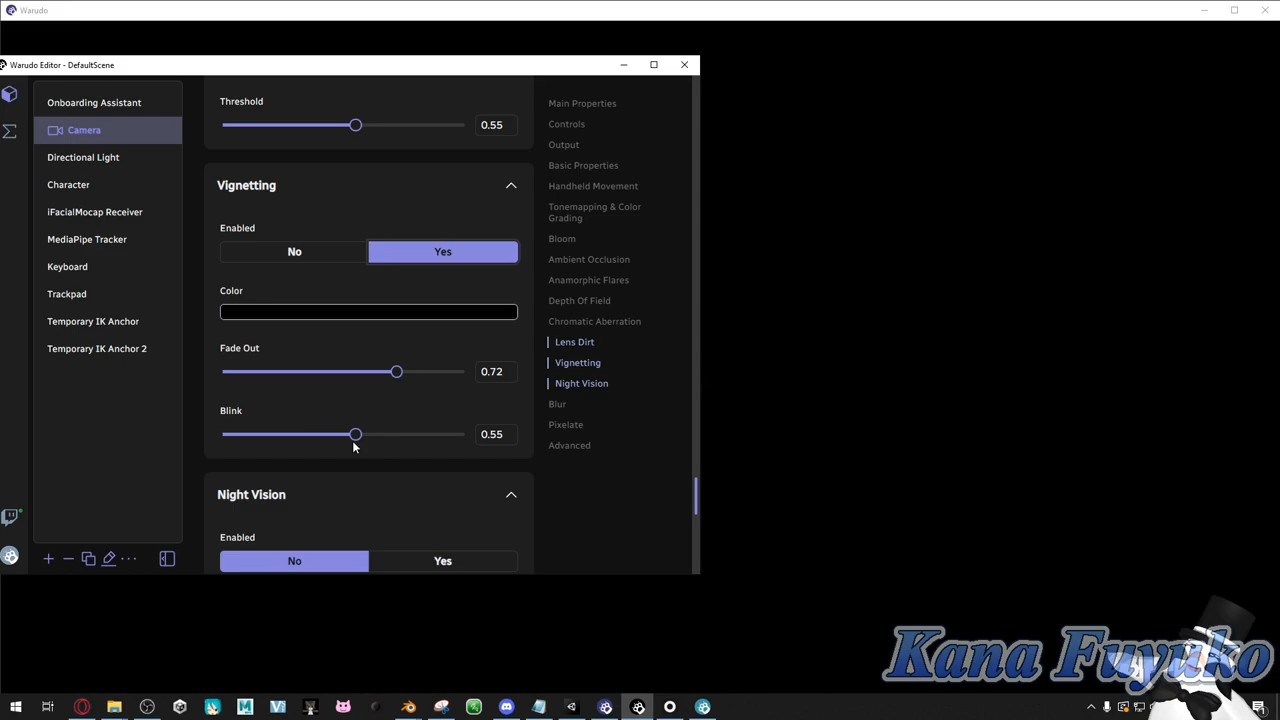 Warudo
Warudo Editor - DefaultScene
Onboarding Assistant
Camera
Directional Light
Character
iFacialMocap Receiver
MediaPipe Tracker
Keyboard
Trackpad
Temporary IK Anchor
Temporary IK Anchor 2
Threshold
0.55
Vignetting
Enabled
No
Yes
Color
Fade Out
0.72
Blink
0.55
Night Vision
Enabled
No
Yes
Main Properties
Controls
Output
Basic Properties
Handheld Movement
Tonemapping & Color
Grading
Bloom
Ambient Occlusion
Anamorphic Flares
Depth Of Field
Chromatic Aberration
Lens Dirt
Vignetting
Night Vision
Blur
Pixelate
Advanced
Kana Fuyuko